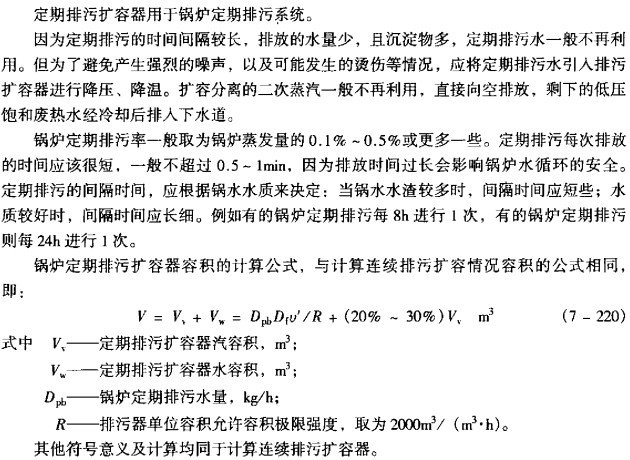 定期排污扩容器用于锅炉定期排污系统。
因为定期排污的时间间隔较长，排放的水量少，且沉淀物多，定期排污水一般不再利
用。但为了避免产生强烈的噪声，以及可能发生的烫伤等情况，应将定期排污水引入排污
扩容器进行降压、降温。扩容分离的二次蒸汽一般不再利用，直接向空排放，剩下的低压
饱和废热水经冷却后排入下水道。
锅炉定期排污率一般取为锅炉蒸发量的0.1%～0.5%或更多一些。定期排污每次排放
的时间应该很短，一般不超过0.5～1min，因为排放时间过长会影响锅炉水循环的安全。
定期排污的间隔时间，应根据锅水水质来决定：当锅水水渣较多时，间隔时间应短些；水
质较好时，间隔时间应长细。例如有的锅炉定期排污每8h进行1次，有的锅炉定期排污
则每24h进行1次。
锅炉定期排污扩容器容积的计算公式，与计算连续排污扩容情况容积的公式相同，
即：
V = Vv + Vw = DpbDfυ′/R + (20% ～ 30%)Vv m³ (7-220)
式中 Vv——定期排污扩容器汽容积，m³；
Vw——定期排污扩容器水容积，m³；
Dpb——锅炉定期排污水量，kg/h；
R——排污器单位容积允许容积极限强度，取为2000m³/（m³·h）。
其他符号意义及计算均同于计算连续排污扩容器。